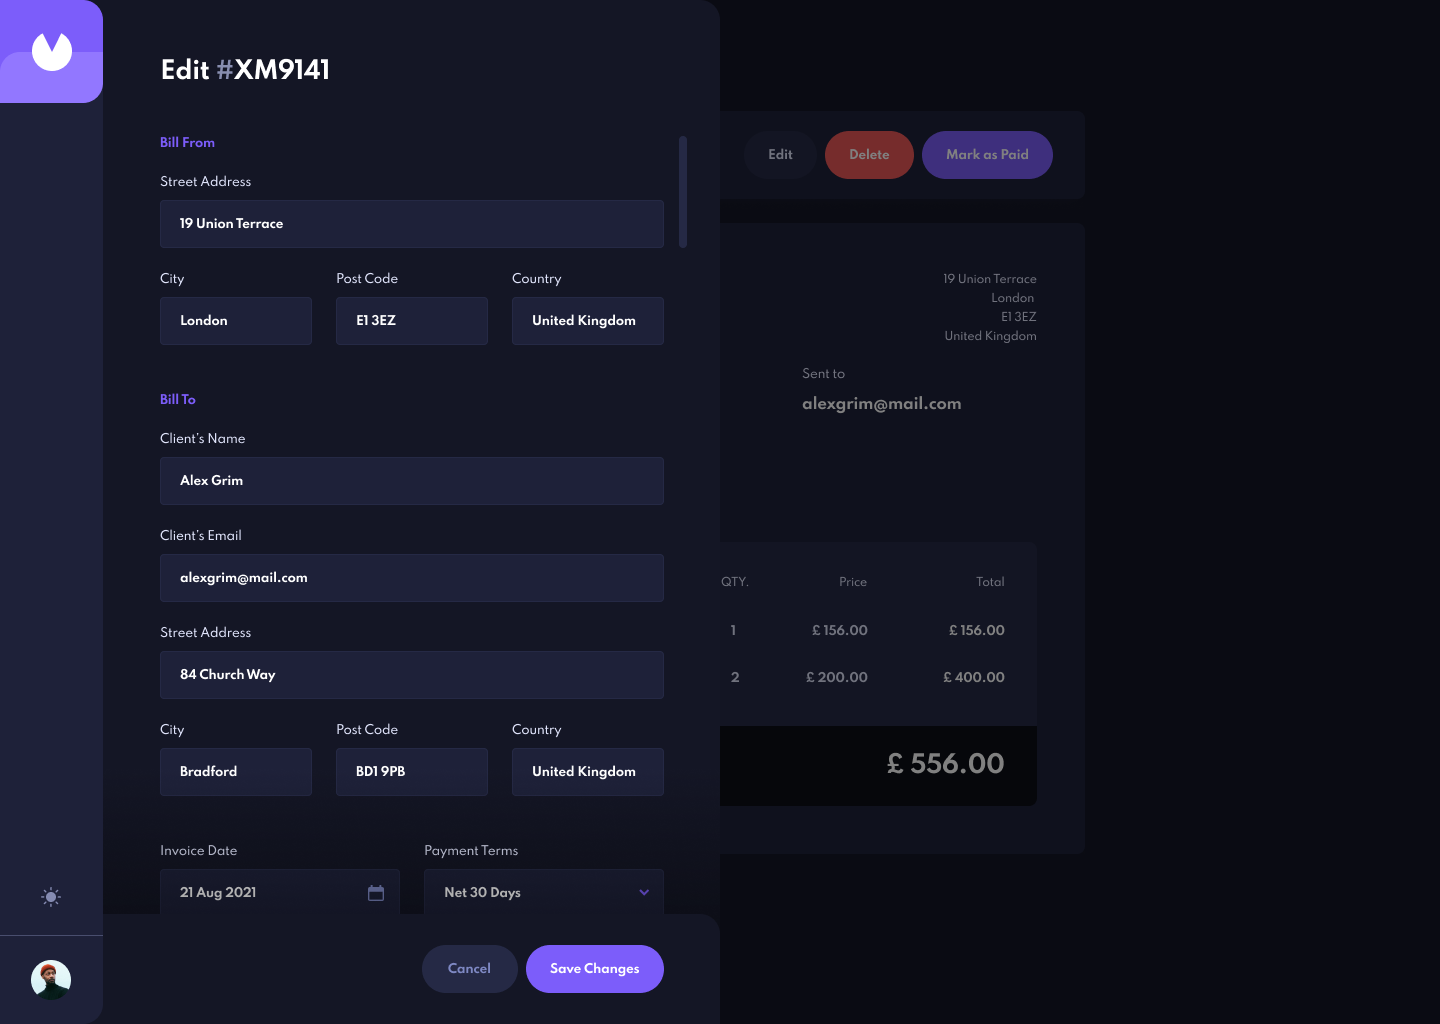 Edit #XM9141
Bill From
Street Address
19 Union Terrace
City Post Code Country
London E1 3EZ United Kingdom
Bill To
Client's Name
Alex Grim
Client's Email
alexgrim@mail.com
Street Address
84 Church Way
City Post Code Country
Bradford BD1 9PB United Kingdom
Invoice Date Payment Terms
21 Aug 2021 Net 30 Days
Cancel Save Changes
Edit Delete Mark as Paid
19 Union Terrace
London
E1 3EZ
United Kingdom
Sent to
alexgrim@mail.com
QTY. Price Total
1 £ 156.00 £ 156.00
2 £ 200.00 £ 400.00
£ 556.00